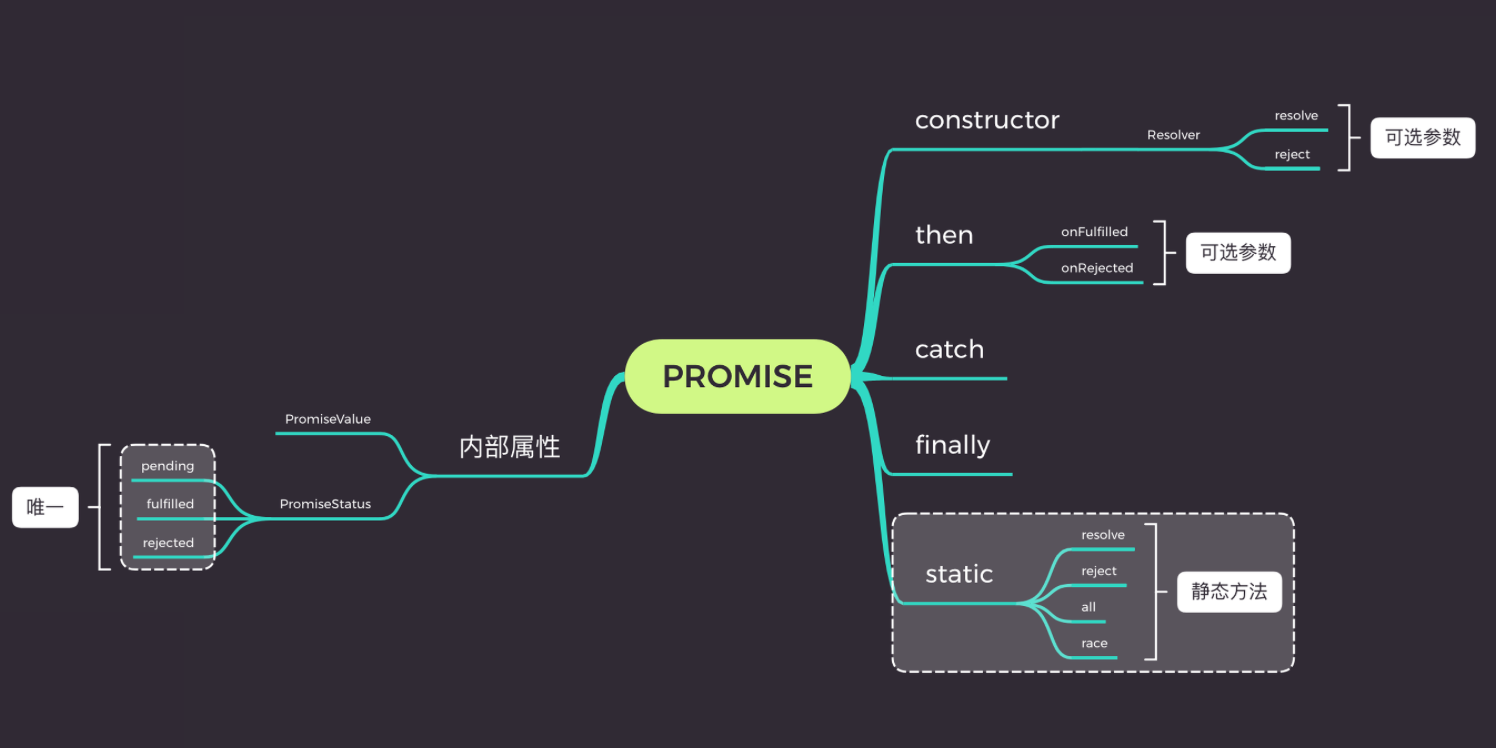 PROMISE
constructor
Resolver
resolve
reject
可选参数
then
onFulfilled
onRejected
可选参数
catch
finally
static
resolve
reject
all
race
静态方法
内部属性
PromiseValue
PromiseStatus
pending
fulfilled
rejected
唯一